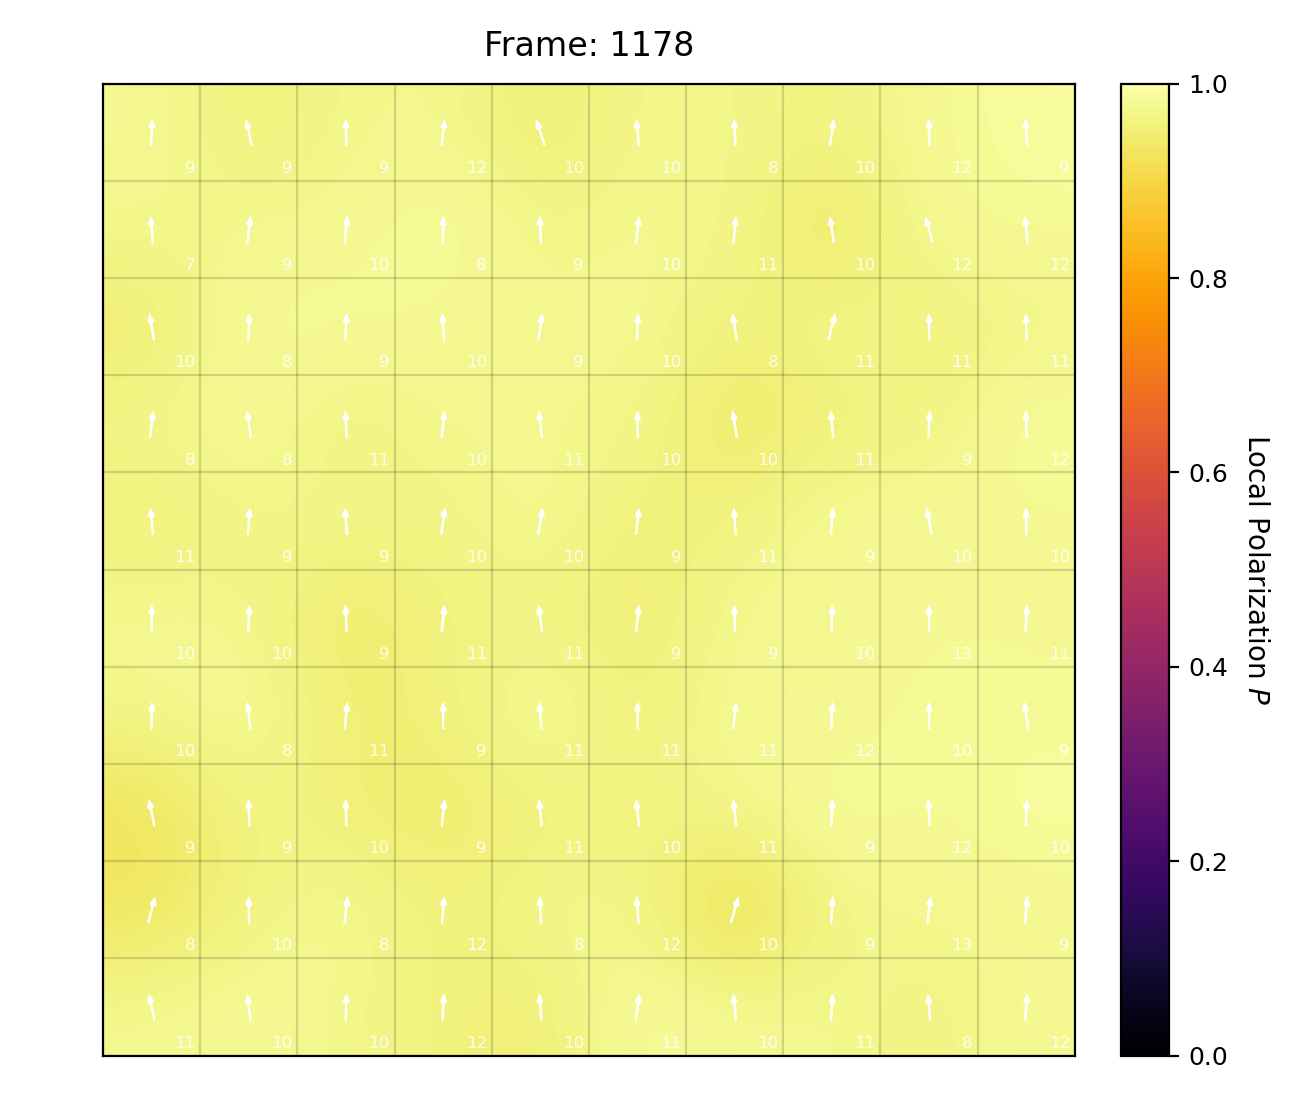 Frame: 1178
9 9 9 12 10 10 8 10 12 9
7 9 10 8 9 10 11 10 12 12
10 8 9 10 9 10 8 11 11 11
8 8 11 10 11 10 10 11 9 12
11 9 9 10 10 9 11 9 10 10
10 10 9 11 11 9 9 10 13 11
10 8 11 9 11 11 11 12 10 9
9 9 10 9 11 10 11 9 12 10
8 10 8 12 8 12 10 9 13 9
11 10 10 12 10 11 10 11 8 12
1.0
0.8
0.6
0.4
0.2
0.0
Local Polarization P